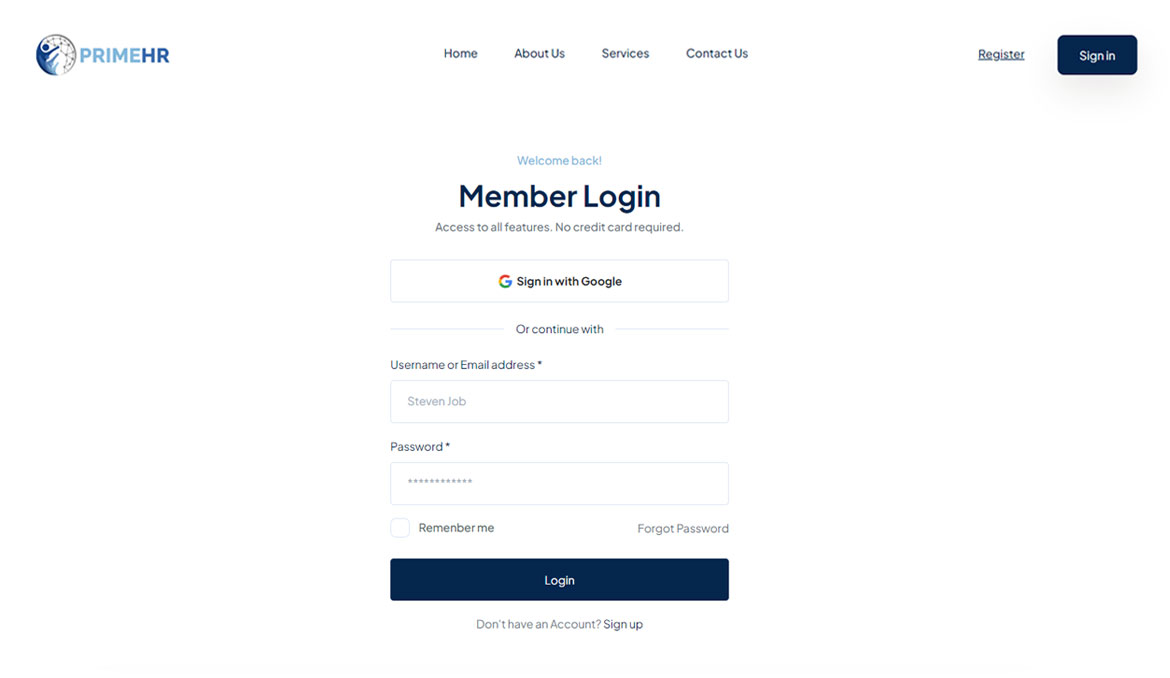 PRIMEHR
Home About Us Services Contact Us
Register Sign in
Welcome back!
Member Login
Access to all features. No credit card required.
Sign in with Google
Or continue with
Username or Email address *
Steven Job
Password *
************
Remenber me Forgot Password
Login
Don't have an Account? Sign up